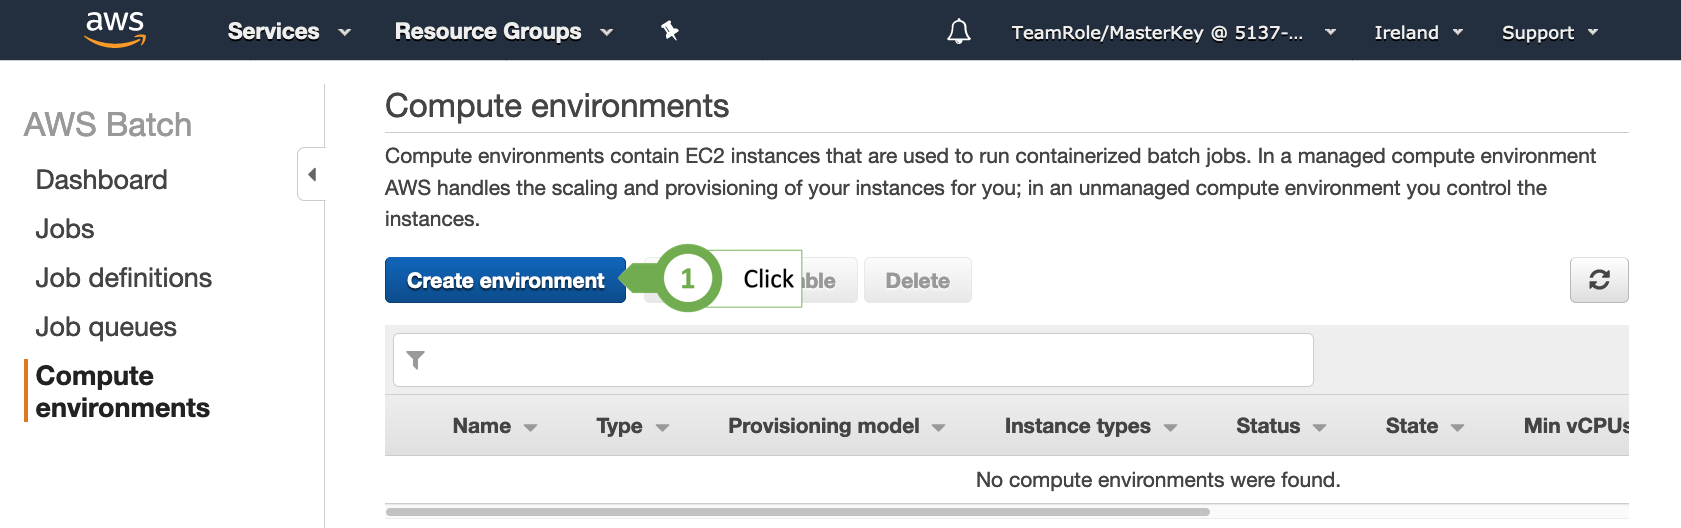 aws Services Resource Groups TeamRole/MasterKey @ 5137-... Ireland Support
AWS Batch
Dashboard
Jobs
Job definitions
Job queues
Compute
environments
Compute environments
Compute environments contain EC2 instances that are used to run containerized batch jobs. In a managed compute environment
AWS handles the scaling and provisioning of your instances for you; in an unmanaged compute environment you control the
instances.
Create environment 1 Click Delete
Name Type Provisioning model Instance types Status State Min vCPUs
No compute environments were found.